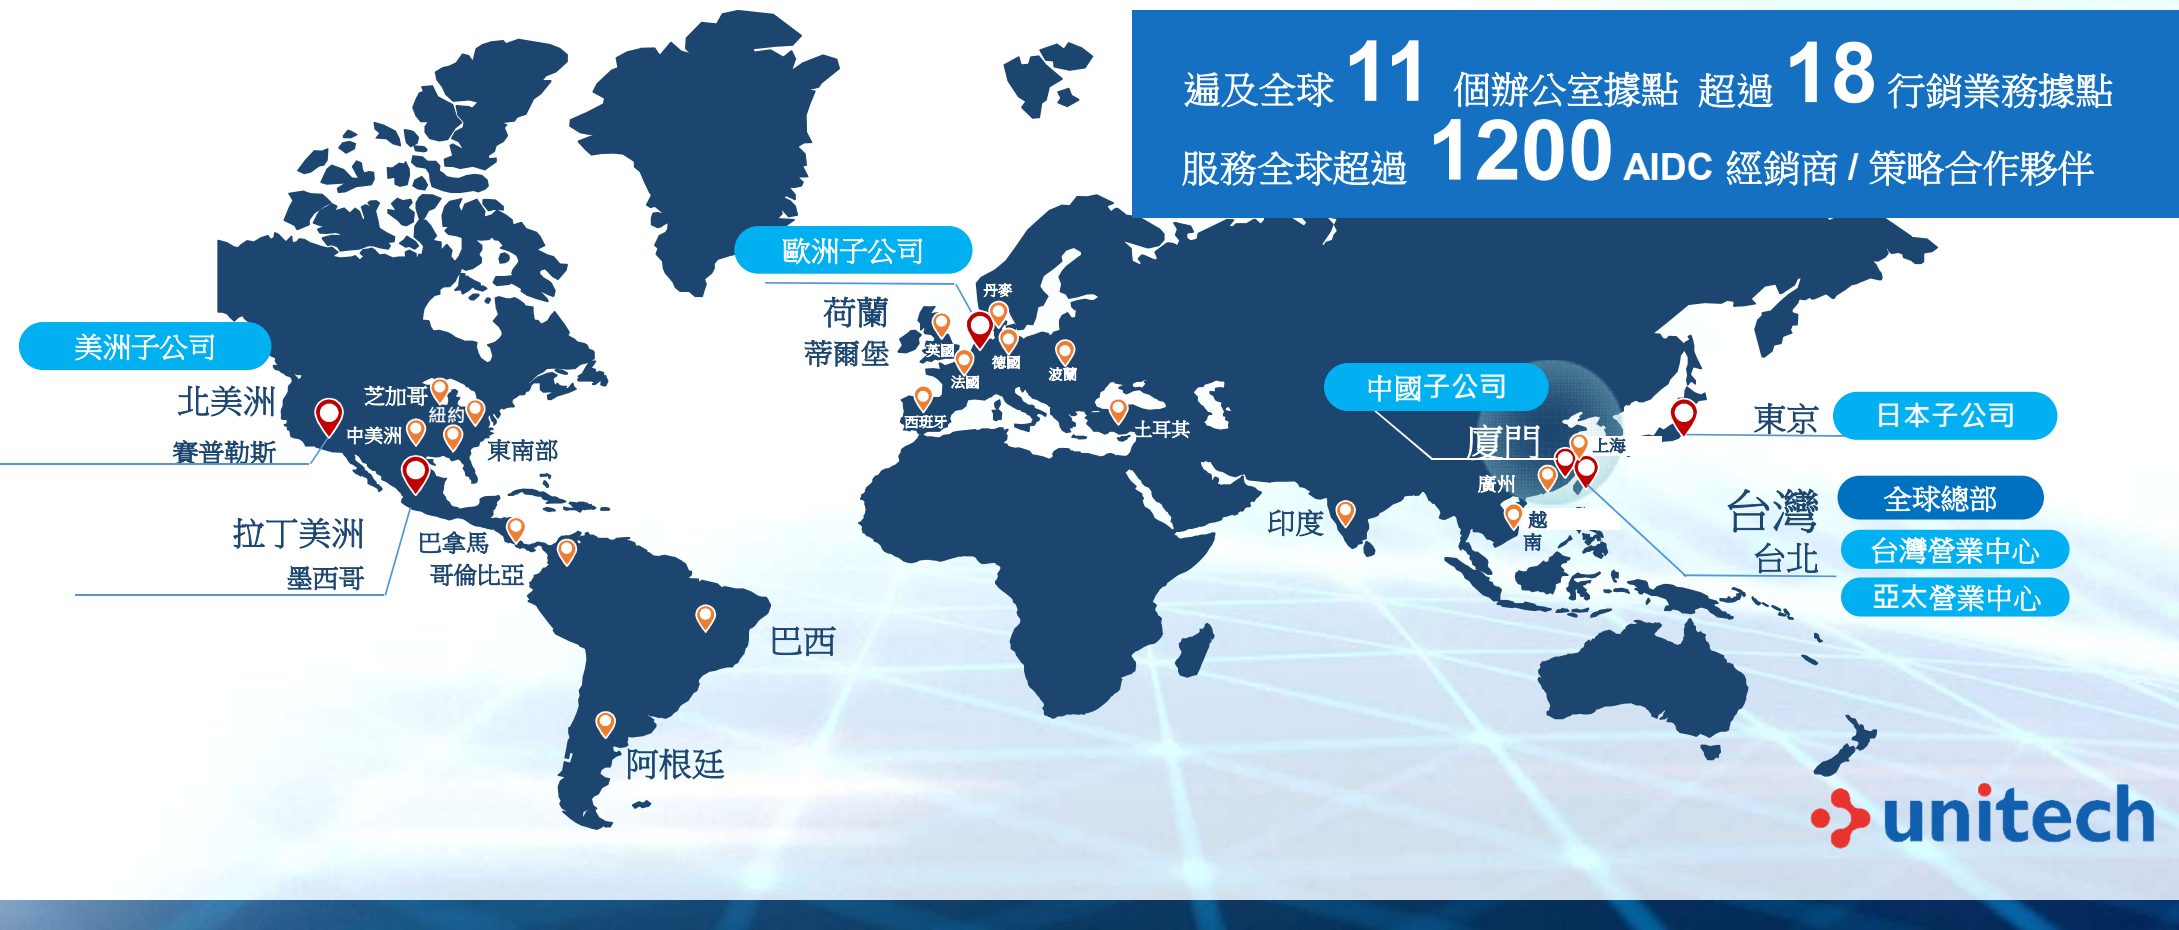 遍及全球 11 個辦公室據點 超過 18 行銷業務據點
服務全球超過 1200 AIDC 經銷商 / 策略合作夥伴
歐洲子公司
荷蘭
蒂爾堡
丹麥
英國
德國
法國
波蘭
西班牙
土耳其
美洲子公司
北美洲
賽普勒斯
芝加哥
紐約
中美洲
東南部
拉丁美洲
墨西哥
巴拿馬
哥倫比亞
巴西
阿根廷
中國子公司
廈門
上海
廣州
印度
越
南
東京
日本子公司
台灣
台北
全球總部
台灣營業中心
亞太營業中心
unitech